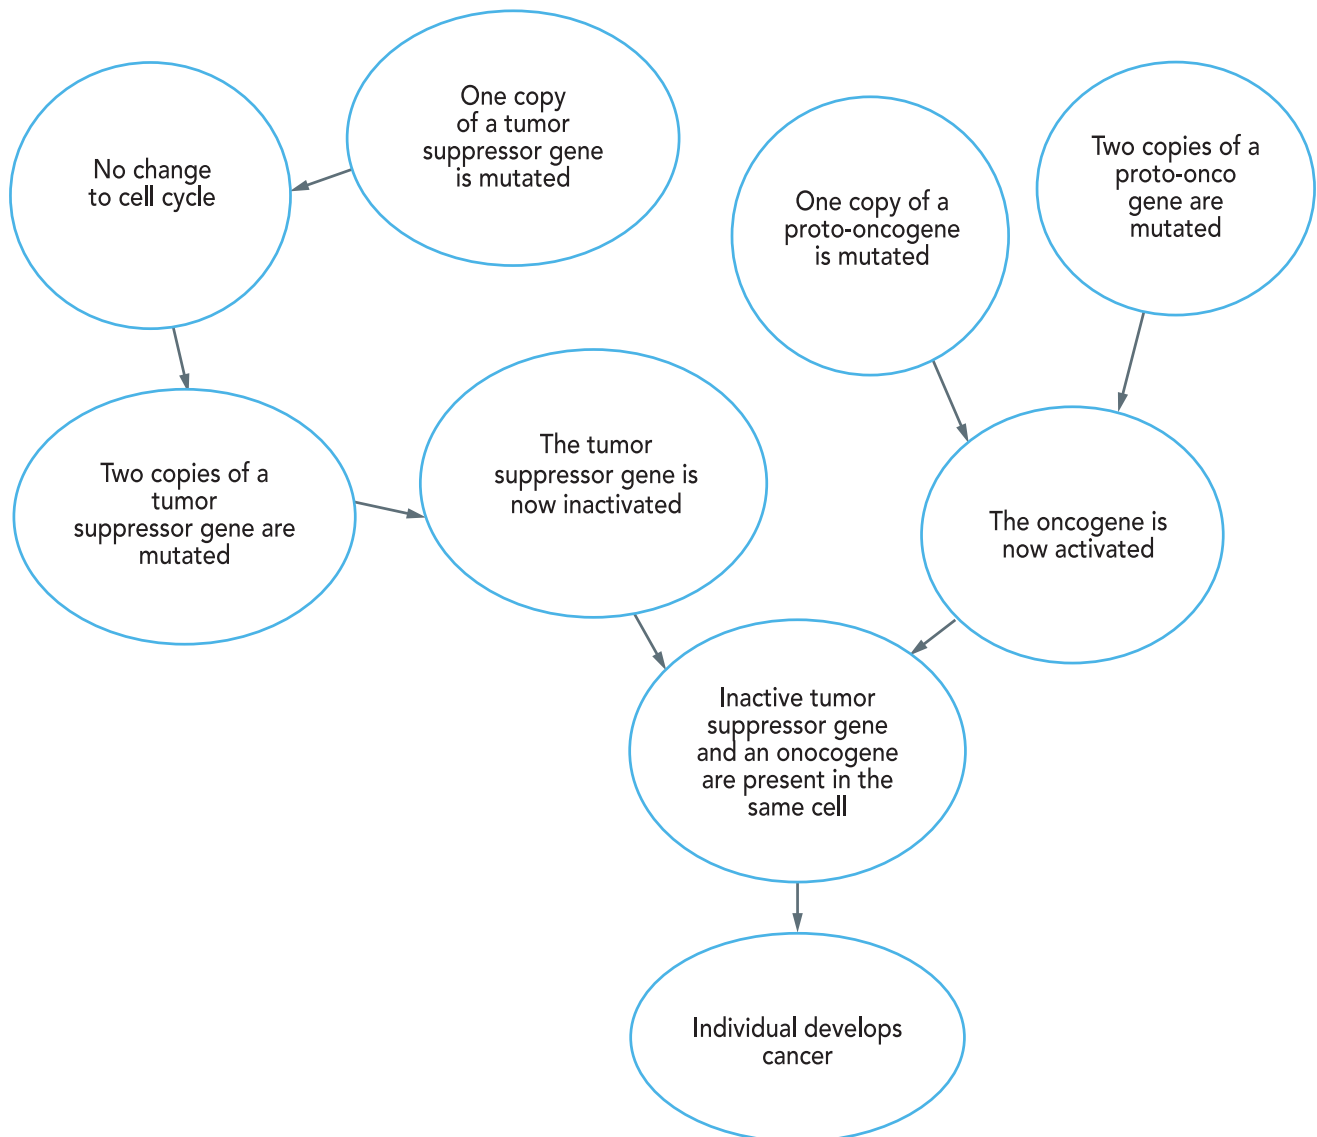 No change
to cell cycle
One copy
of a tumor
suppressor gene
is mutated
One copy of a
proto-oncogene
is mutated
Two copies of a
proto-onco
gene are
mutated
Two copies of a
tumor
suppressor gene are
mutated
The tumor
suppressor gene is
now inactivated
The oncogene is
now activated
Inactive tumor
suppressor gene
and an onocogene
are present in the
same cell
Individual develops
cancer